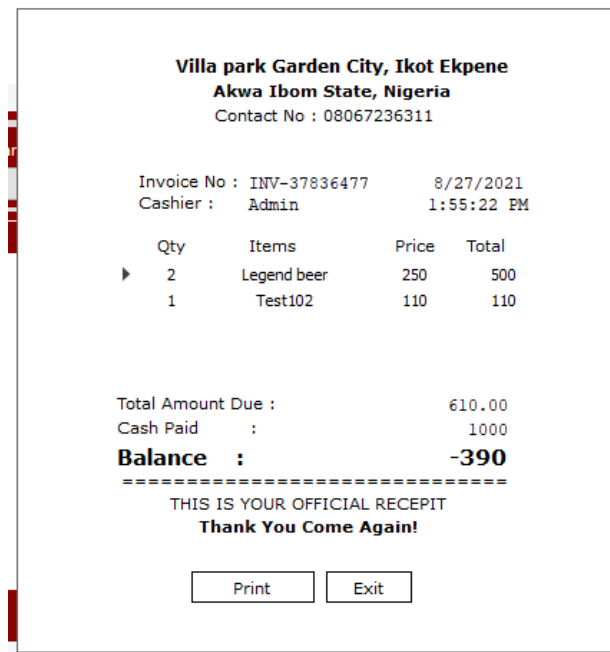 Villa park Garden City, Ikot Ekpene
Akwa Ibom State, Nigeria
Contact No : 08067236311
Invoice No : INV-37836477 8/27/2021
Cashier : Admin 1:55:22 PM
Qty Items Price Total
2 Legend beer 250 500
1 Test102 110 110
Total Amount Due : 610.00
Cash Paid : 1000
Balance : -390
==============================
THIS IS YOUR OFFICIAL RECEPIT
Thank You Come Again!
Print Exit